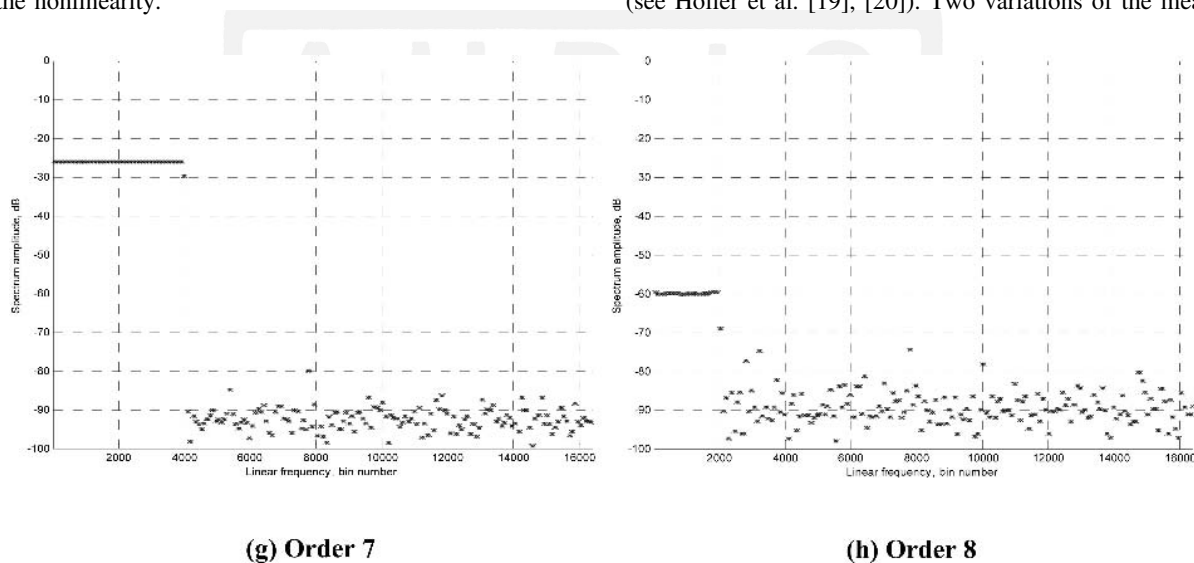 the nonlinearity.
(see Holler et al. [19], [20]). Two variations of the mea
0
-10
-20
-30
-40
-50
-60
-70
-80
-90
-100
Spectrum amplitude, dB
2000 4000 6000 8000 10000 12000 14000 16000
Linear frequency, bin number
(g) Order 7
0
-10
-20
-30
-40
-50
-60
-70
-80
-90
-100
Spectrum amplitude, dB
2000 4000 6000 8000 10000 12000 14000 16000
Linear frequency, bin number
(h) Order 8